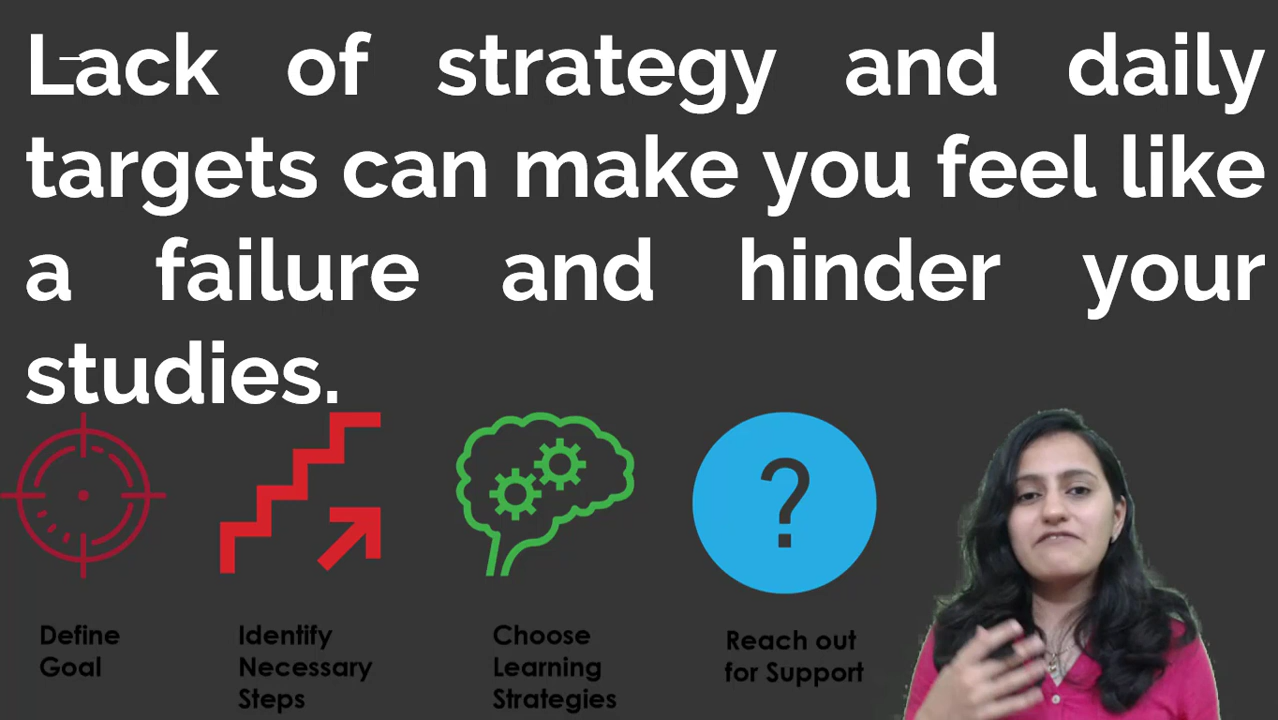 Lack of strategy and daily
targets can make you feel like
a failure and hinder your
studies.
?
Define
Goal
Identify
Necessary
Steps
Choose
Learning
Strategies
Reach out
for Support